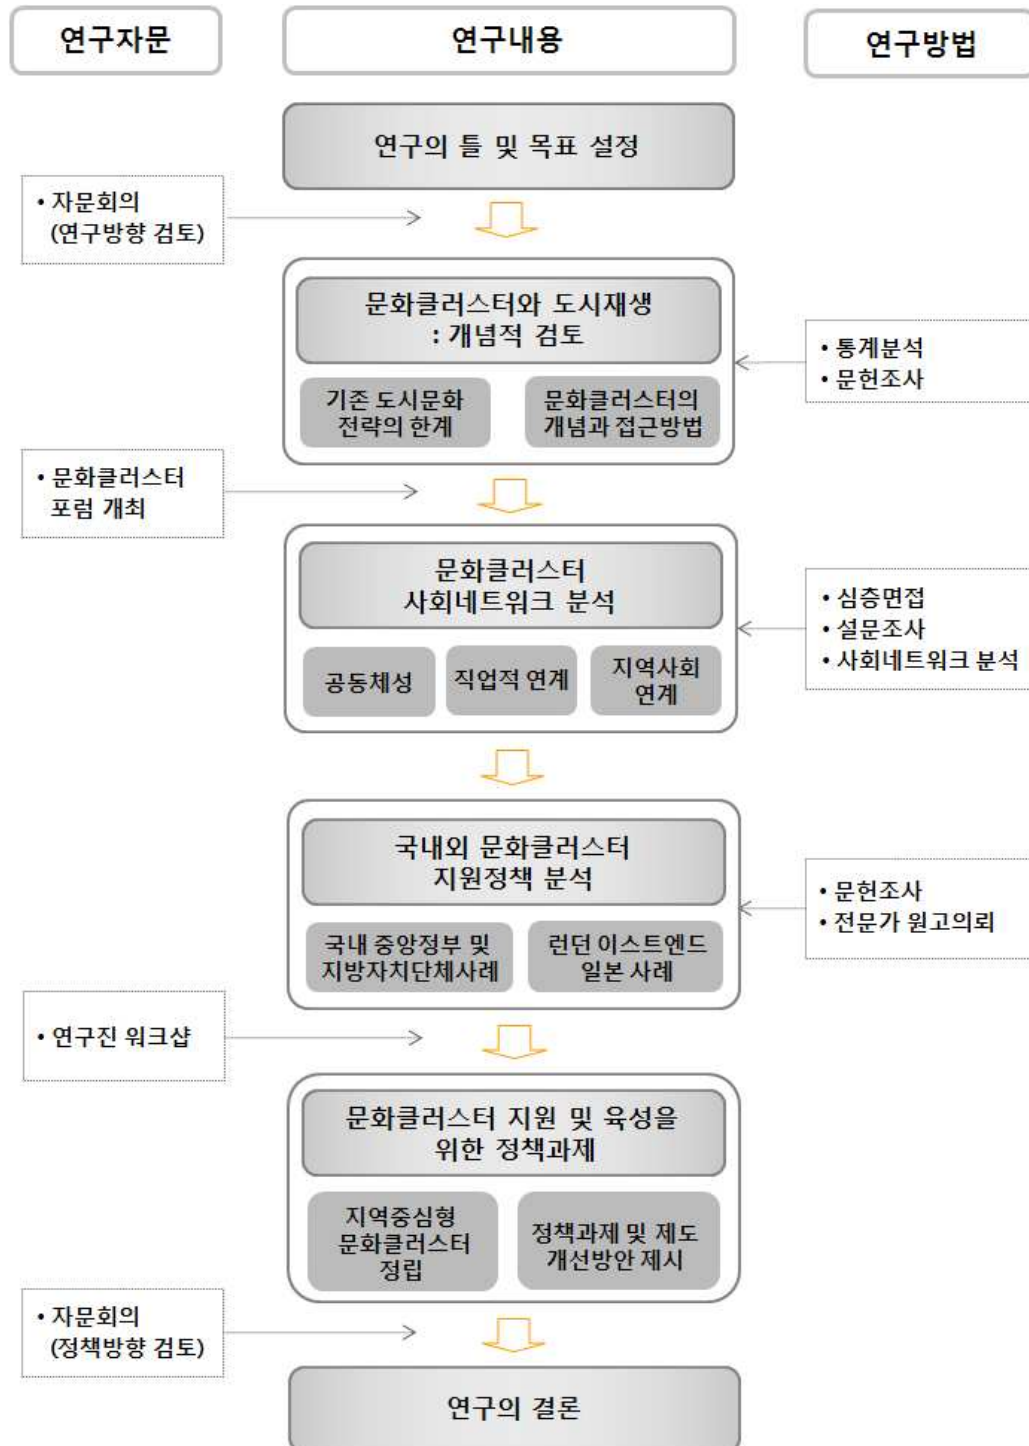 연구자문
연구내용
연구방법
연구의 틀 및 목표 설정
• 자문회의
(연구방향 검토)
문화클러스터와 도시재생
: 개념적 검토
기존 도시문화
전략의 한계
문화클러스터의
개념과 접근방법
• 통계분석
• 문헌조사
• 문화클러스터
포럼 개최
문화클러스터
사회네트워크 분석
공동체성
직업적 연계
지역사회
연계
• 심층면접
• 설문조사
• 사회네트워크 분석
국내외 문화클러스터
지원정책 분석
국내 중앙정부 및
지방자치단체사례
런던 이스트엔드
일본 사례
• 문헌조사
• 전문가 원고의뢰
• 연구진 워크샵
문화클러스터 지원 및 육성을
위한 정책과제
지역중심형
문화클러스터
정립
정책과제 및 제도
개선방안 제시
• 자문회의
(정책방향 검토)
연구의 결론